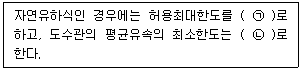 자연유하식인 경우에는 허용최대한도를 ( ㉠ )로
하고, 도수관의 평균유속의 최소한도는 ( ㉡ )로
한다.